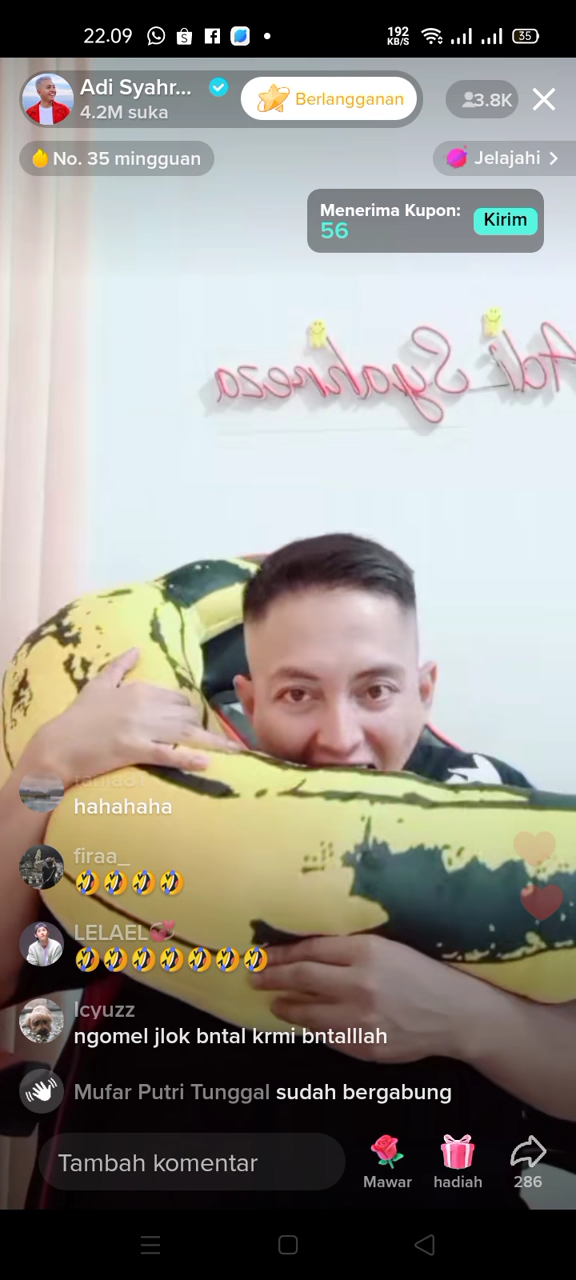 22.09
192
KB/S
35
Adi Syahr...
4.2M suka
Berlangganan
3.8K
No. 35 mingguan
Jelajahi
Menerima Kupon:
56
Kirim
Adi Syahreza
hahahaha
firaa_
🤣🤣🤣🤣
LELAEL💞
🤣🤣🤣🤣🤣🤣🤣
Icyuzz
ngomel jlok bntal krmi bntalllah
Mufar Putri Tunggal sudah bergabung
Tambah komentar
Mawar
hadiah
286